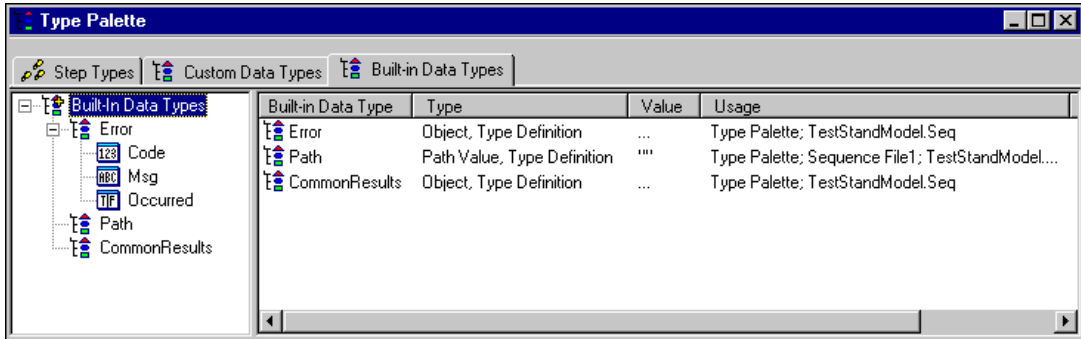 Type Palette
Step Types Custom Data Types Built-in Data Types
Built-In Data Types
Error
123 Code
ABC Msg
T|F Occurred
Path
CommonResults
Built-in Data Type Type Value Usage
Error Object, Type Definition ... Type Palette; TestStandModel.Seq
Path Path Value, Type Definition "" Type Palette; Sequence File1; TestStandModel....
CommonResults Object, Type Definition ... Type Palette; TestStandModel.Seq